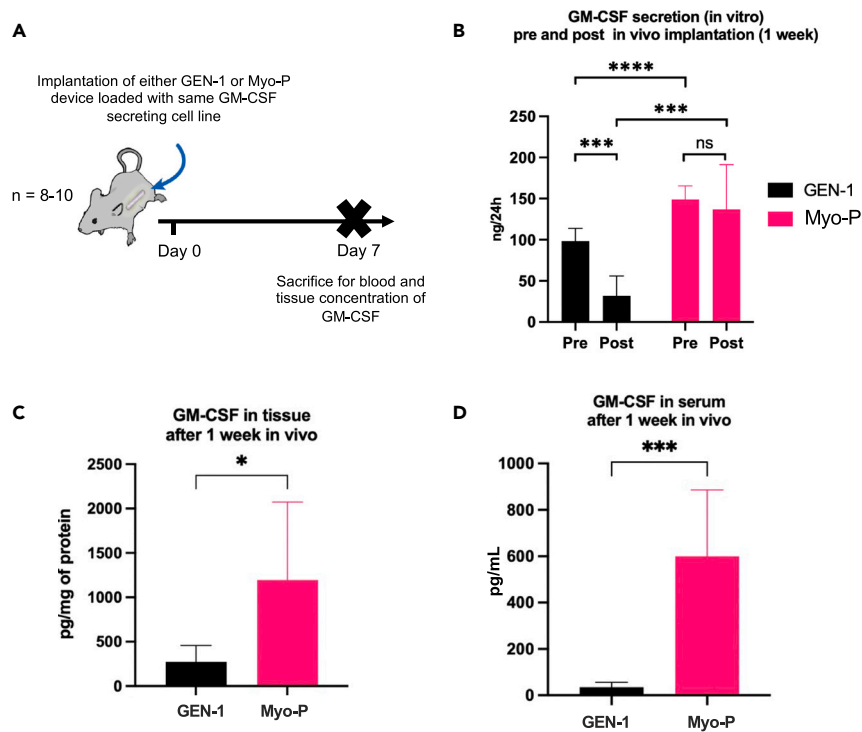 A
Implantation of either GEN-1 or Myo-P
device loaded with same GM-CSF
secreting cell line
n = 8-10
Day 0
Day 7
Sacrifice for blood and
tissue concentration of
GM-CSF
B
GM-CSF secretion (in vitro)
pre and post in vivo implantation (1 week)
****
***
***
ns
250
200
150
100
50
0
ng/24h
Pre
Post
Pre
Post
GEN-1
Myo-P
C
GM-CSF in tissue
after 1 week in vivo
*
2500
2000
1500
1000
500
0
pg/mg of protein
GEN-1
Myo-P
D
GM-CSF in serum
after 1 week in vivo
***
1000
800
600
400
200
0
pg/mL
GEN-1
Myo-P